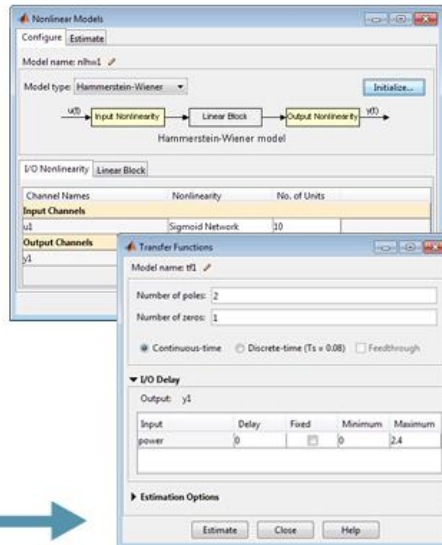 Nonlinear Models
Configure Estimate
Model name: nlhw1
Model type: Hammerstein-Wiener Initialize...
u(t) Input Nonlinearity Linear Block Output Nonlinearity y(t)
Hammerstein-Wiener model
I/O Nonlinearity Linear Block
Channel Names Nonlinearity No. of Units
Input Channels
u1 Sigmoid Network 10
Output Channels
y1
Transfer Functions
Model name: tf1
Number of poles: 2
Number of zeros: 1
Continuous-time Discrete-time (Ts = 0.08) Feedthrough
I/O Delay
Output: y1
Input Delay Fixed Minimum Maximum
power 0 0 2.4
Estimation Options
Estimate Close Help